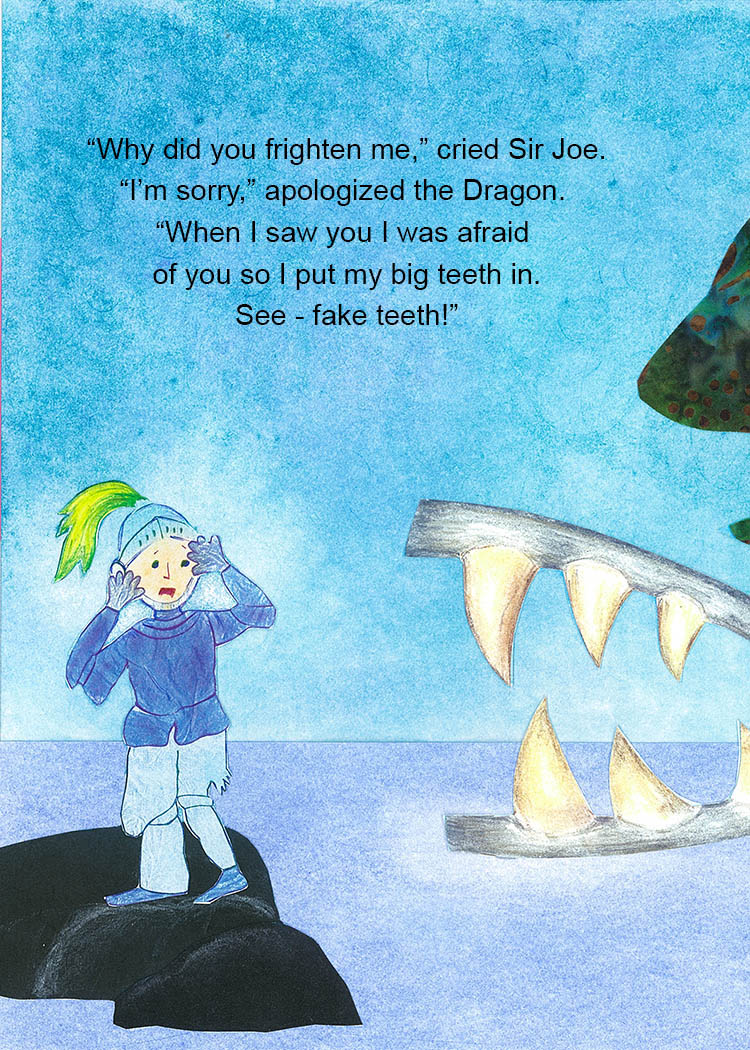 “Why did you frighten me,” cried Sir Joe.
“I’m sorry,” apologized the Dragon.
“When I saw you I was afraid
of you so I put my big teeth in.
See - fake teeth!”